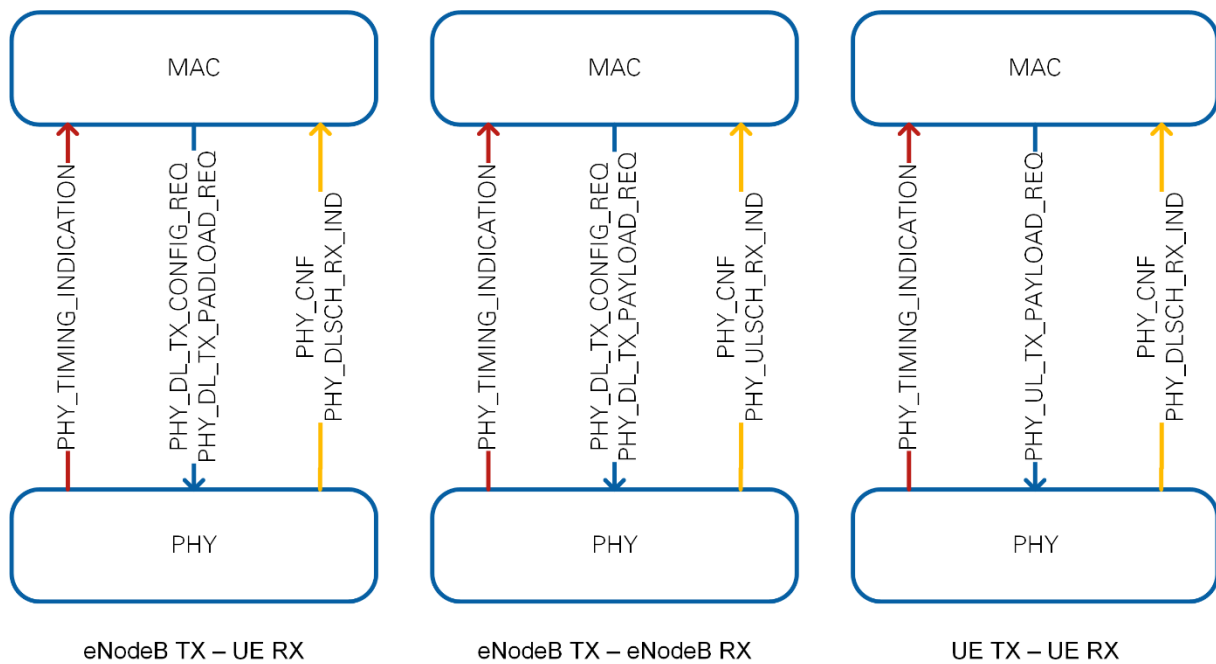 MAC
PHY_TIMING_INDICATION
PHY_DL_TX_CONFIG_REQ
PHY_DL_TX_PADLOAD_REQ
PHY_CNF
PHY_DLSCH_RX_IND
PHY
eNodeB TX – UE RX
MAC
PHY_TIMING_INDICATION
PHY_DL_TX_CONFIG_REQ
PHY_DL_TX_PAYLOAD_REQ
PHY_CNF
PHY_ULSCH_RX_IND
PHY
eNodeB TX – eNodeB RX
MAC
PHY_TIMING_INDICATION
PHY_UL_TX_PAYLOAD_REQ
PHY_CNF
PHY_DLSCH_RX_IND
PHY
UE TX – UE RX